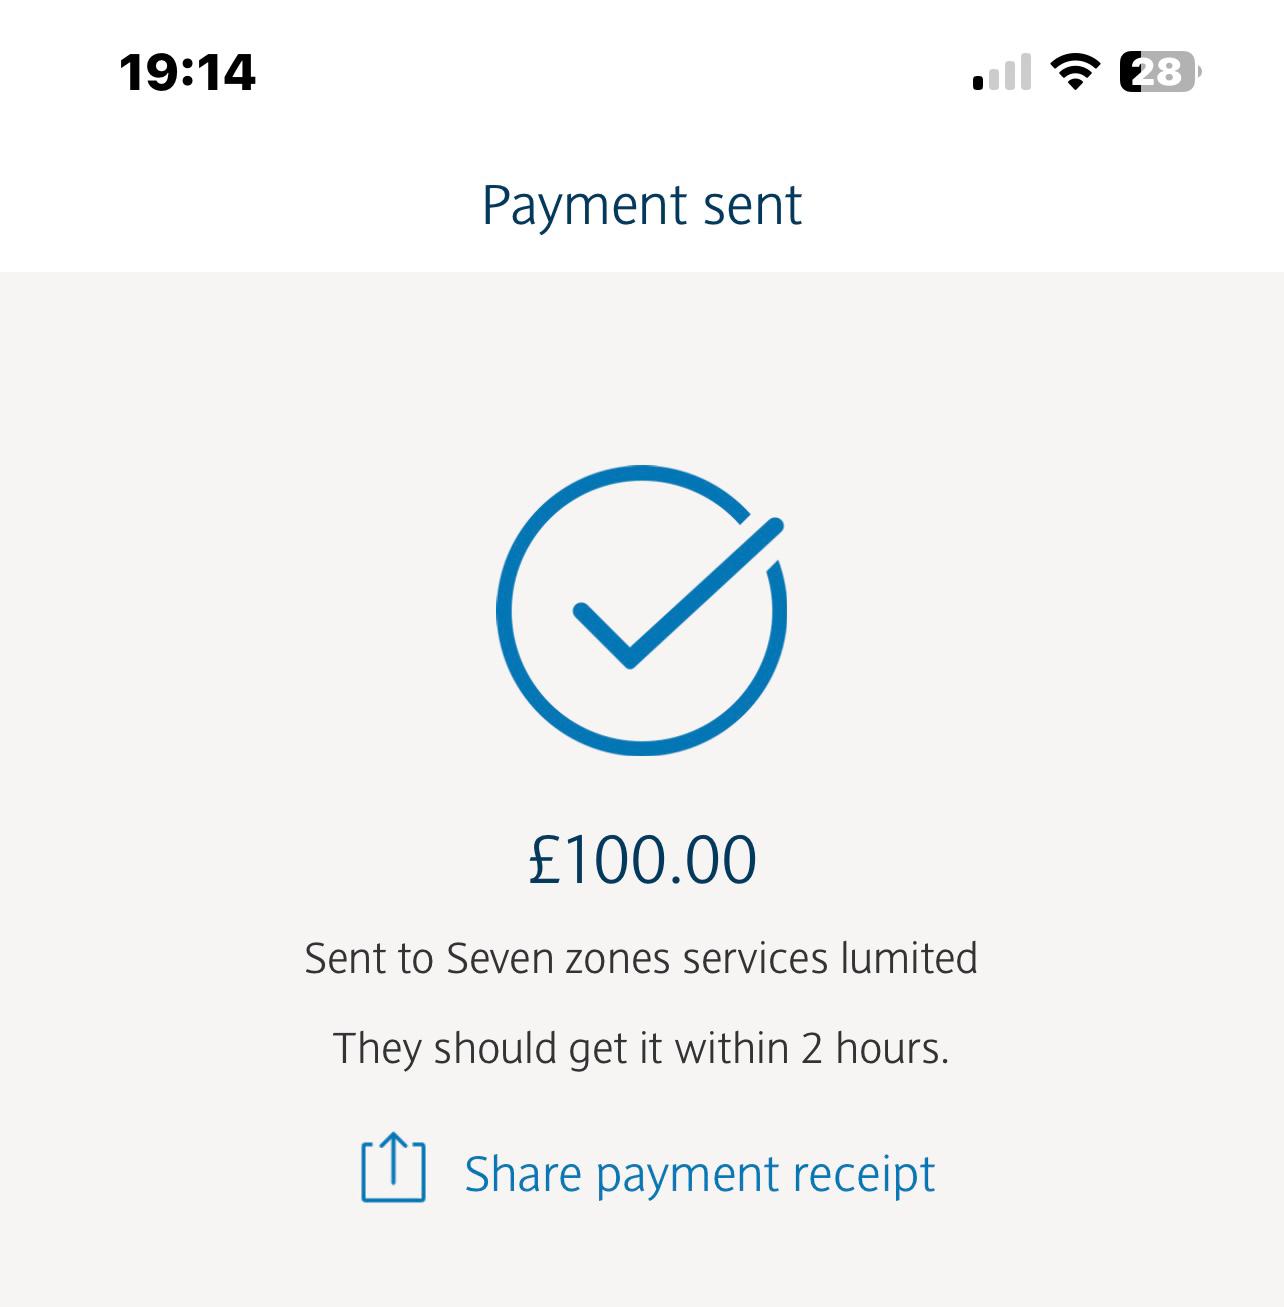 19:14
28
Payment sent
£100.00
Sent to Seven zones services lumited
They should get it within 2 hours.
Share payment receipt